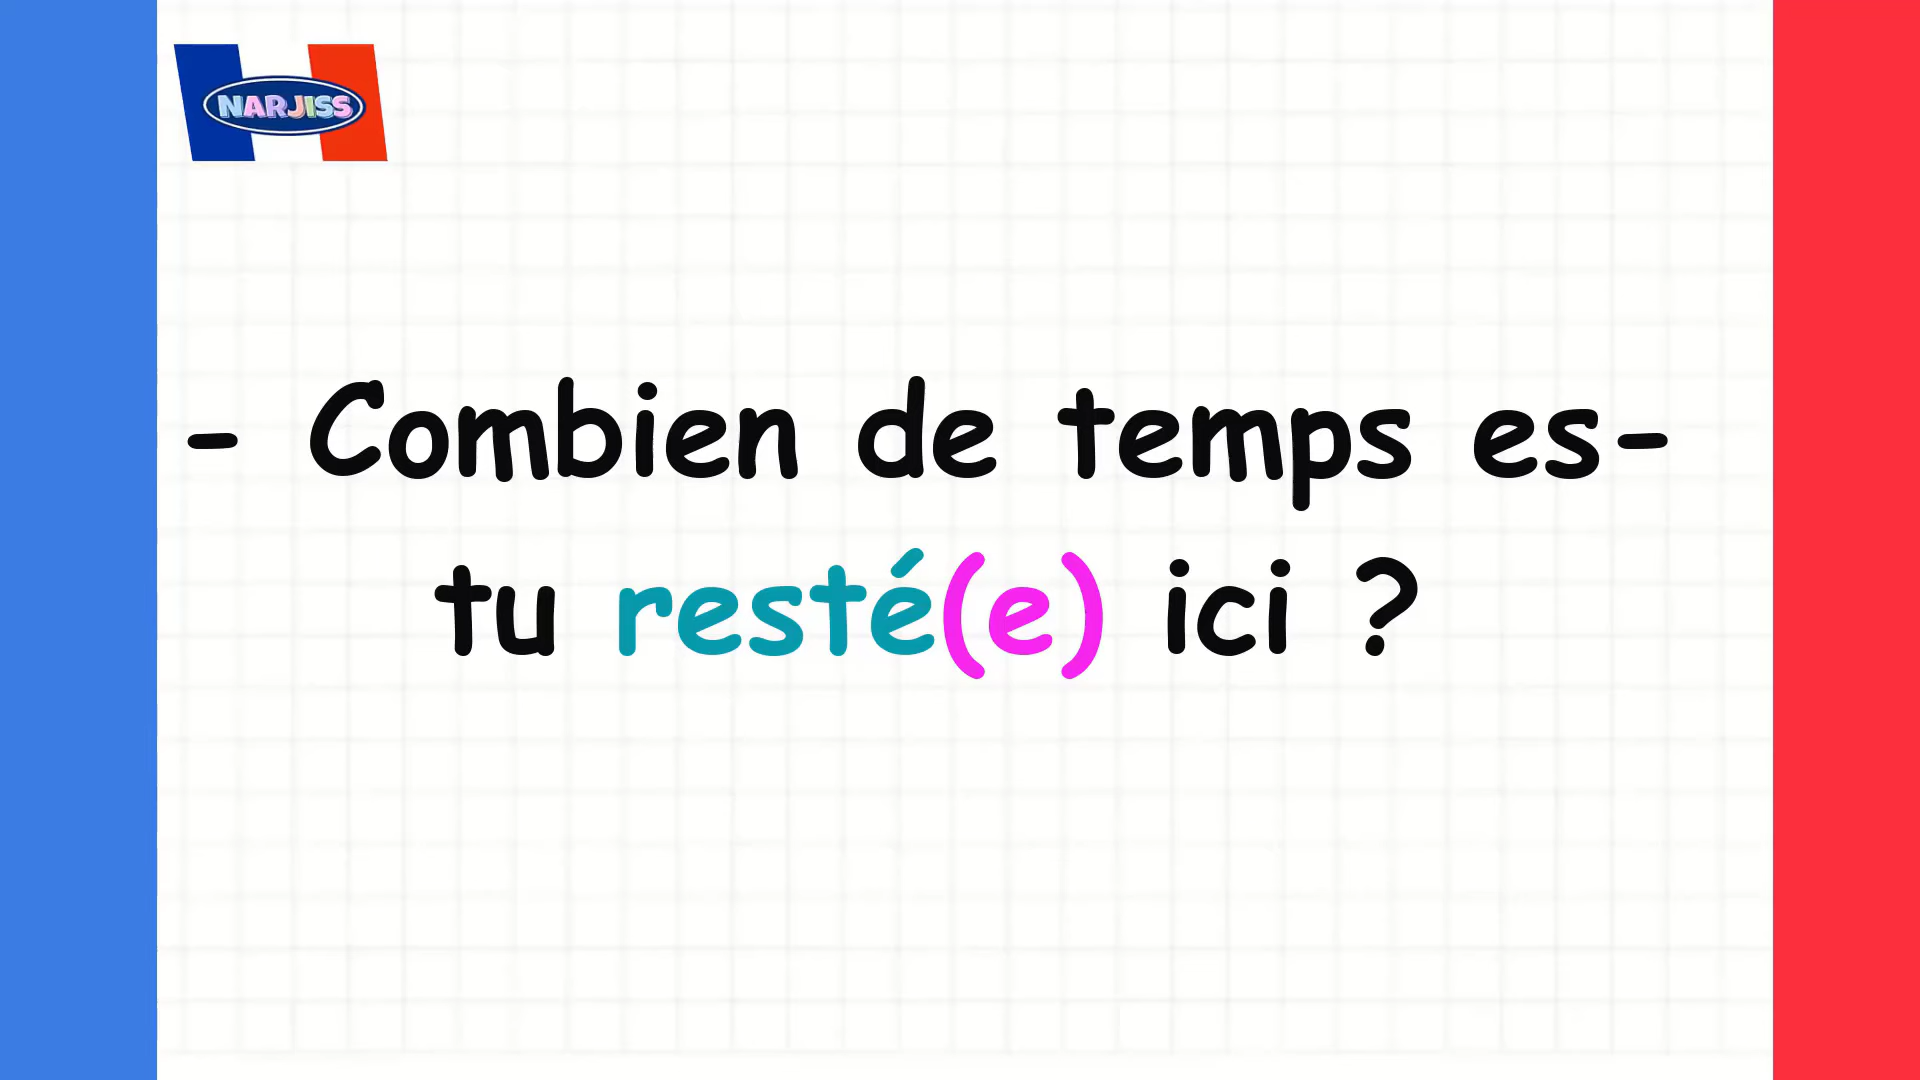 NARJISS
- Combien de temps es-
tu resté(e) ici ?